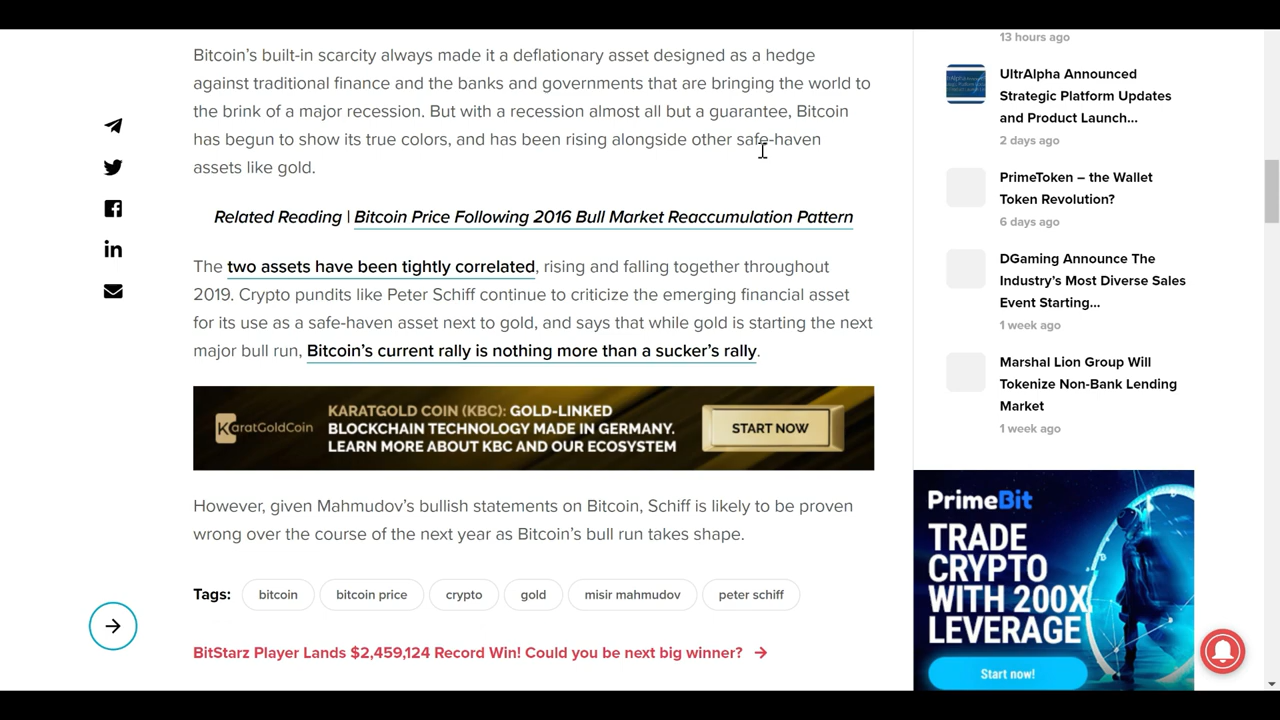 Bitcoin’s built-in scarcity always made it a deflationary asset designed as a hedge
against traditional finance and the banks and governments that are bringing the world to
the brink of a major recession. But with a recession almost all but a guarantee, Bitcoin
has begun to show its true colors, and has been rising alongside other safe-haven
assets like gold.
Related Reading | Bitcoin Price Following 2016 Bull Market Reaccumulation Pattern
The two assets have been tightly correlated, rising and falling together throughout
2019. Crypto pundits like Peter Schiff continue to criticize the emerging financial asset
for its use as a safe-haven asset next to gold, and says that while gold is starting the next
major bull run, Bitcoin’s current rally is nothing more than a sucker’s rally.
KaratGoldCoin
KARATGOLD COIN (KBC): GOLD-LINKED
BLOCKCHAIN TECHNOLOGY MADE IN GERMANY.
LEARN MORE ABOUT KBC AND OUR ECOSYSTEM
START NOW
However, given Mahmudov’s bullish statements on Bitcoin, Schiff is likely to be proven
wrong over the course of the next year as Bitcoin’s bull run takes shape.
Tags: bitcoin bitcoin price crypto gold misir mahmudov peter schiff
BitStarz Player Lands $2,459,124 Record Win! Could you be next big winner?
13 hours ago
UltrAlpha Announced
Strategic Platform Updates
and Product Launch...
2 days ago
PrimeToken – the Wallet
Token Revolution?
6 days ago
DGaming Announce The
Industry’s Most Diverse Sales
Event Starting...
1 week ago
Marshal Lion Group Will
Tokenize Non-Bank Lending
Market
1 week ago
PrimeBit
TRADE
CRYPTO
WITH 200X
LEVERAGE
Start now!